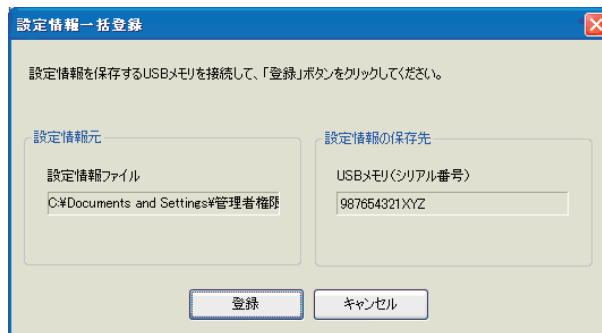 設定情報一括登録
設定情報を保存するUSBメモリを接続して、「登録」ボタンをクリックしてください。
設定情報元
設定情報ファイル
C:¥Documents and Settings¥管理者権限
設定情報の保存先
USBメモリ(シリアル番号)
987654321XYZ
登録
キャンセル